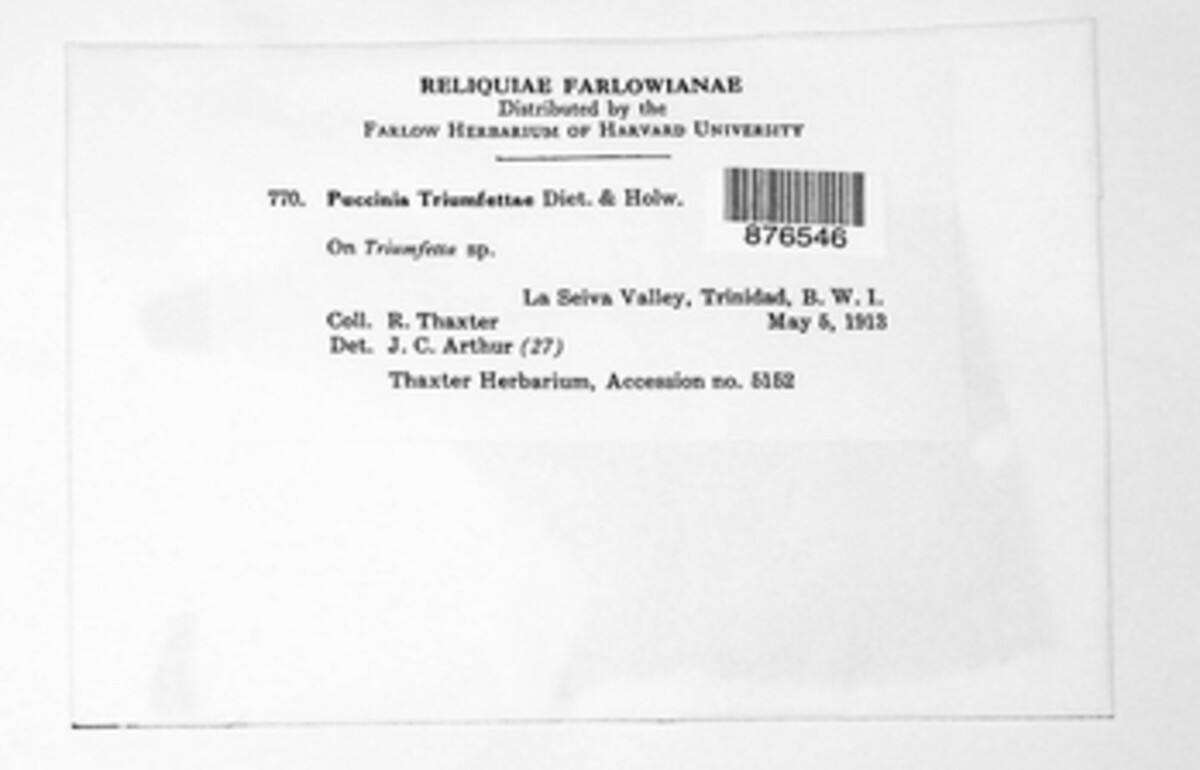 RELIQUIAE FARLOWIANAE
Distributed by the
FARLOW HERBARIUM OF HARVARD UNIVERSITY
770. Puccinia Triumfettae Diet. & Holw.
876546
On Triumfetta sp.
La Seiva Valley, Trinidad, B. W. I.
Coll. R. Thaxter May 5, 1913
Det. J. C. Arthur (27)
Thaxter Herbarium, Accession no. 5152